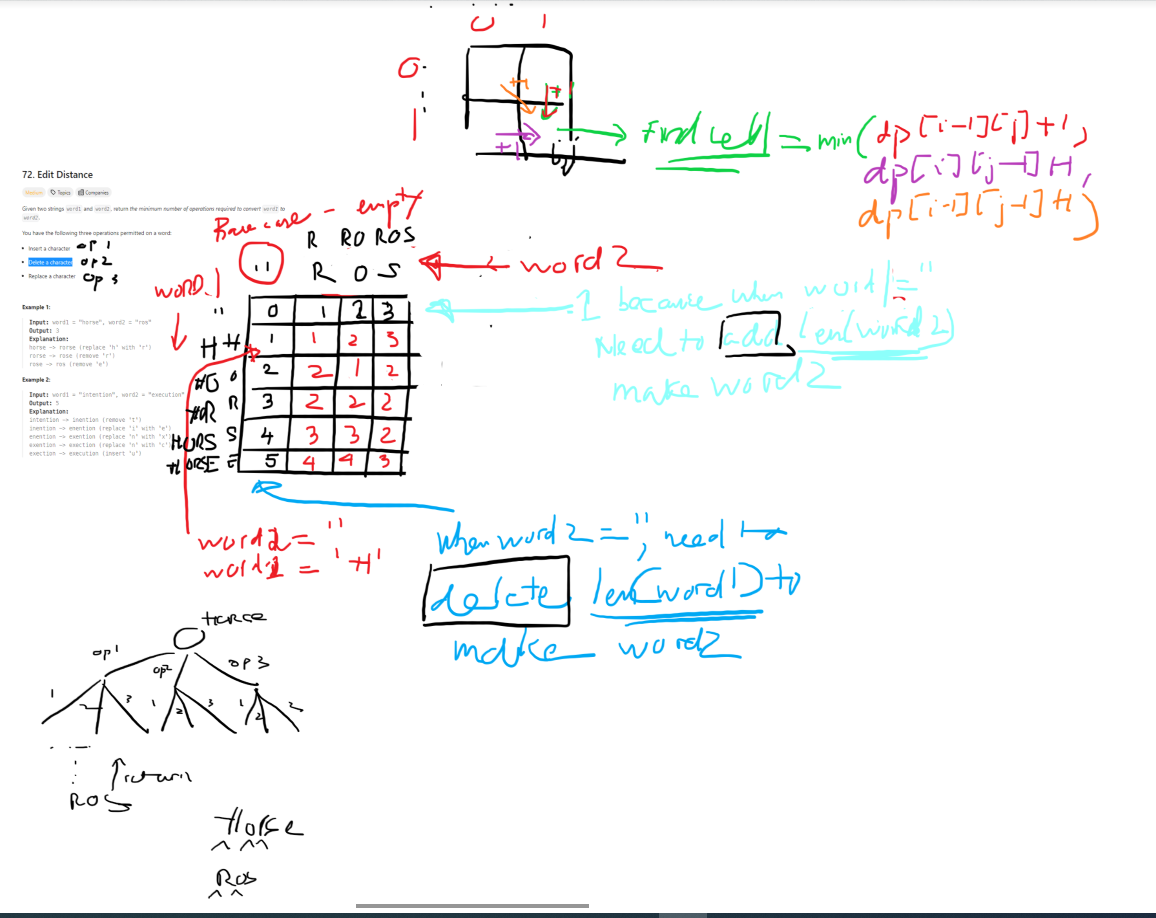 0 1
0
1
+1
+1
+1
i,j
Find cell = min(dp[i-1][j]+1,
dp[i][j-1]+1,
dp[i-1][j-1]+1)
72. Edit Distance
Medium Topics Companies
Given two strings word1 and word2, return the minimum number of operations required to convert word1 to
word2.
You have the following three operations permitted on a word:
• Insert a character op 1
• Delete a character op 2
• Replace a character op 3
Example 1:
Input: word1 = "horse", word2 = "ros"
Output: 3
Explanation:
horse -> rorse (replace 'h' with 'r')
rorse -> rose (remove 'r')
rose -> ros (remove 'e')
Example 2:
Input: word1 = "intention", word2 = "execution"
Output: 5
Explanation:
intention -> inention (remove 't')
inention -> enention (replace 'i' with 'e')
enention -> exention (replace 'n' with 'x')
exention -> exection (replace 'n' with 'c')
exection -> execution (insert 'u')
Base case - empty
R RO ROS
'' R O S
word2
word1
'' 0 1 2 3
H H 1 1 2 3
HO O 2 2 1 2
HOR R 3 2 2 2
HORS S 4 3 3 2
HORSE E 5 4 4 3
1 because when word1 = ''
Need to add len(word2)
make word2
word2 = ''
word1 = 'H'
when word2 = '', need to
delete len(word1) to
make word2
Horse
op1 op2 op3
1 2 3 1 2 3 1 2
ROS
return
Horse
Ros